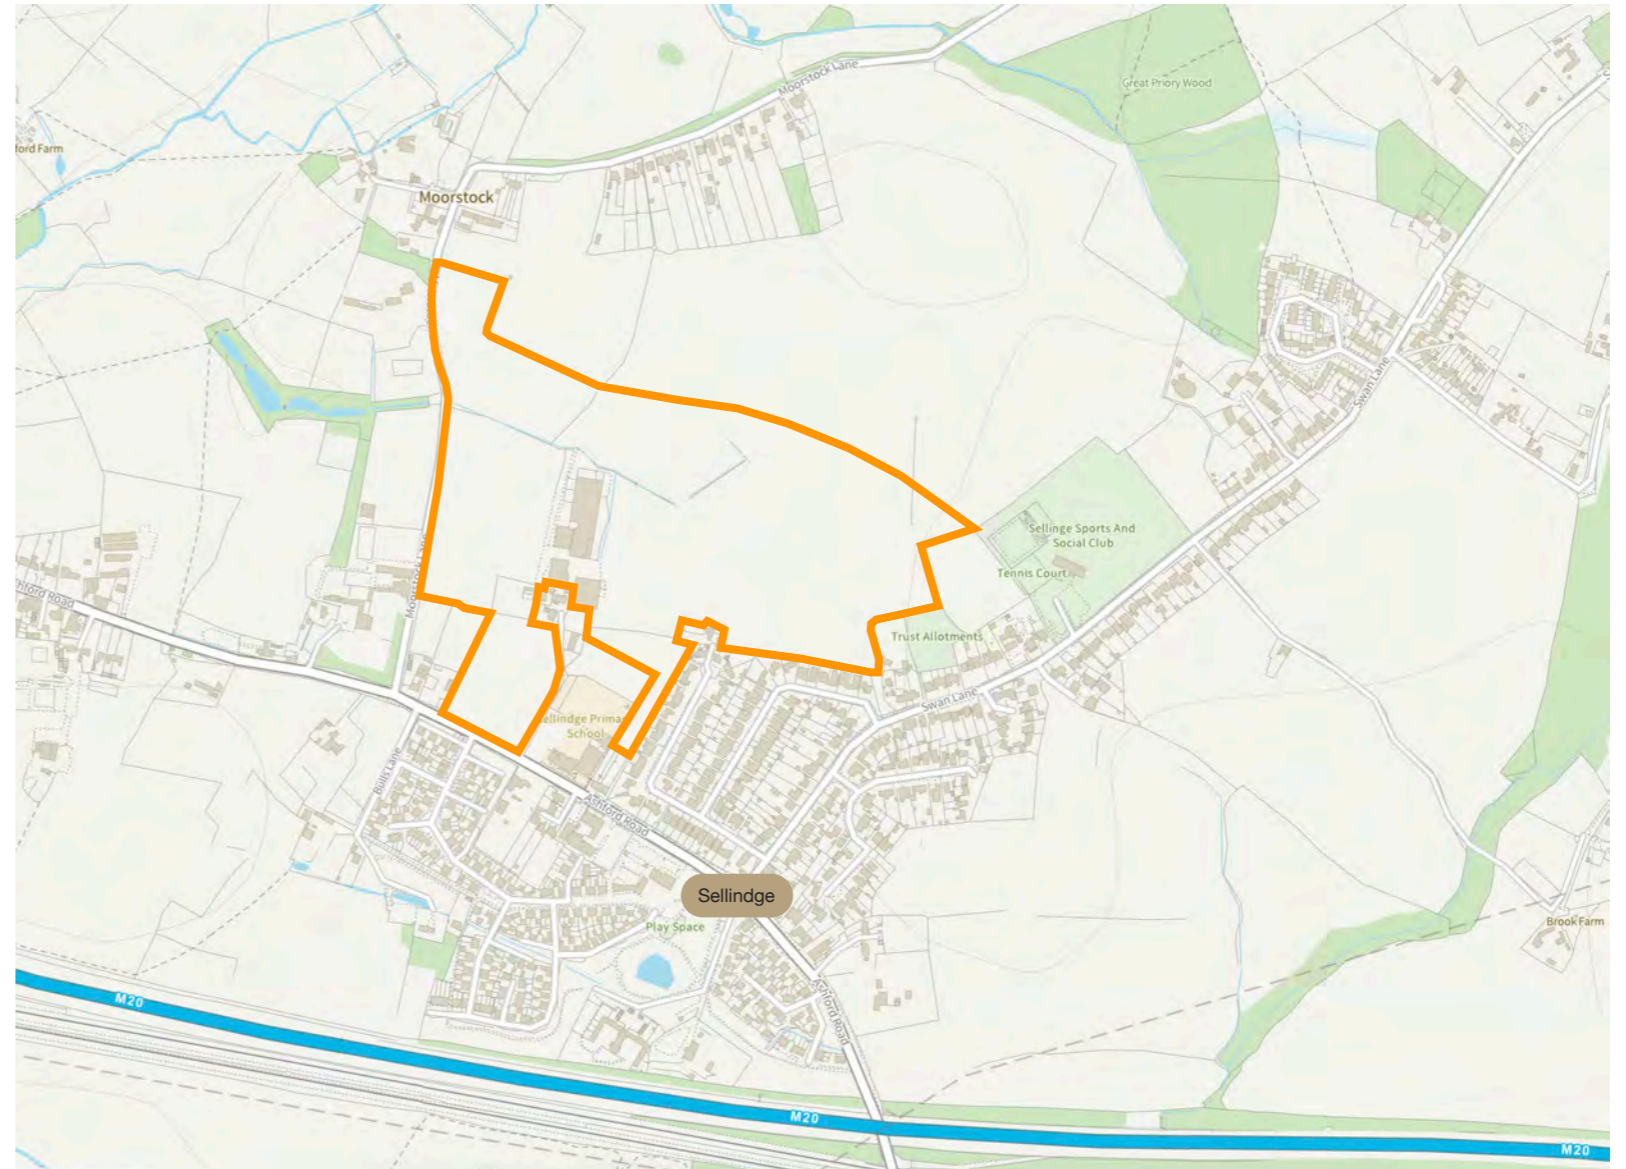 Moorstock Lane
Great Priory Wood
ford Farm
Moorstock
Swan Lane
Sellinge Sports And
Social Club
Tennis Court
hford Road
Moorstock Lane
Trust Allotments
Swan Lane
ellindge Prima
School
Bulls Lane
Ashford Road
Sellindge
Play Space
Brook Farm
Ashford Road
M20
M20
M20